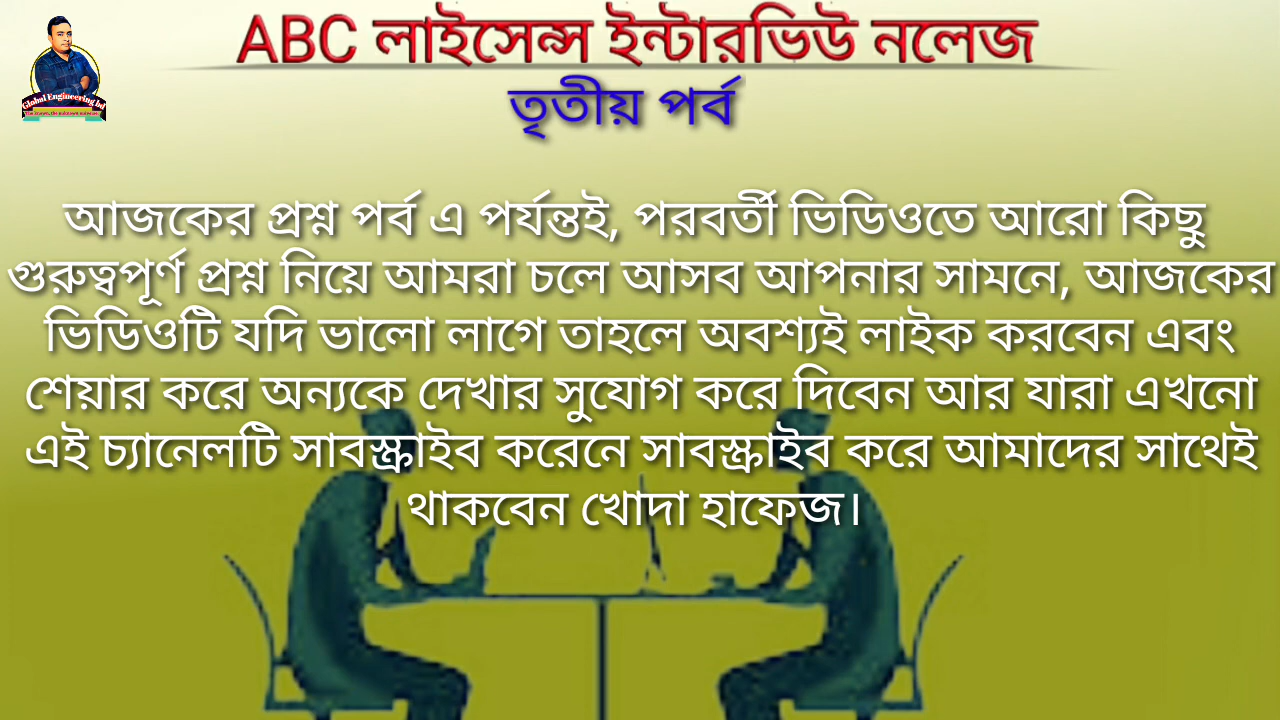 ABC লাইসেন্স ইন্টারভিউ নলেজ
তৃতীয় পর্ব
Global Engineering bd
আজকের প্রশ্ন পর্ব এ পর্যন্তই, পরবর্তী ভিডিওতে আরো কিছু
গুরুত্বপূর্ণ প্রশ্ন নিয়ে আমরা চলে আসব আপনার সামনে, আজকের
ভিডিওটি যদি ভালো লাগে তাহলে অবশ্যই লাইক করবেন এবং
শেয়ার করে অন্যকে দেখার সুযোগ করে দিবেন আর যারা এখনো
এই চ্যানেলটি সাবস্ক্রাইব করেনে সাবস্ক্রাইব করে আমাদের সাথেই
থাকবেন খোদা হাফেজ।